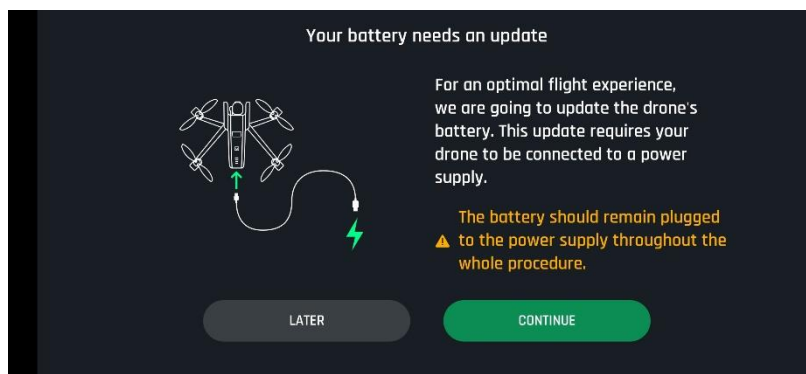 Your battery needs an update
For an optimal flight experience,
we are going to update the drone's
battery. This update requires your
drone to be connected to a power
supply.
The battery should remain plugged
to the power supply throughout the
whole procedure.
LATER
CONTINUE